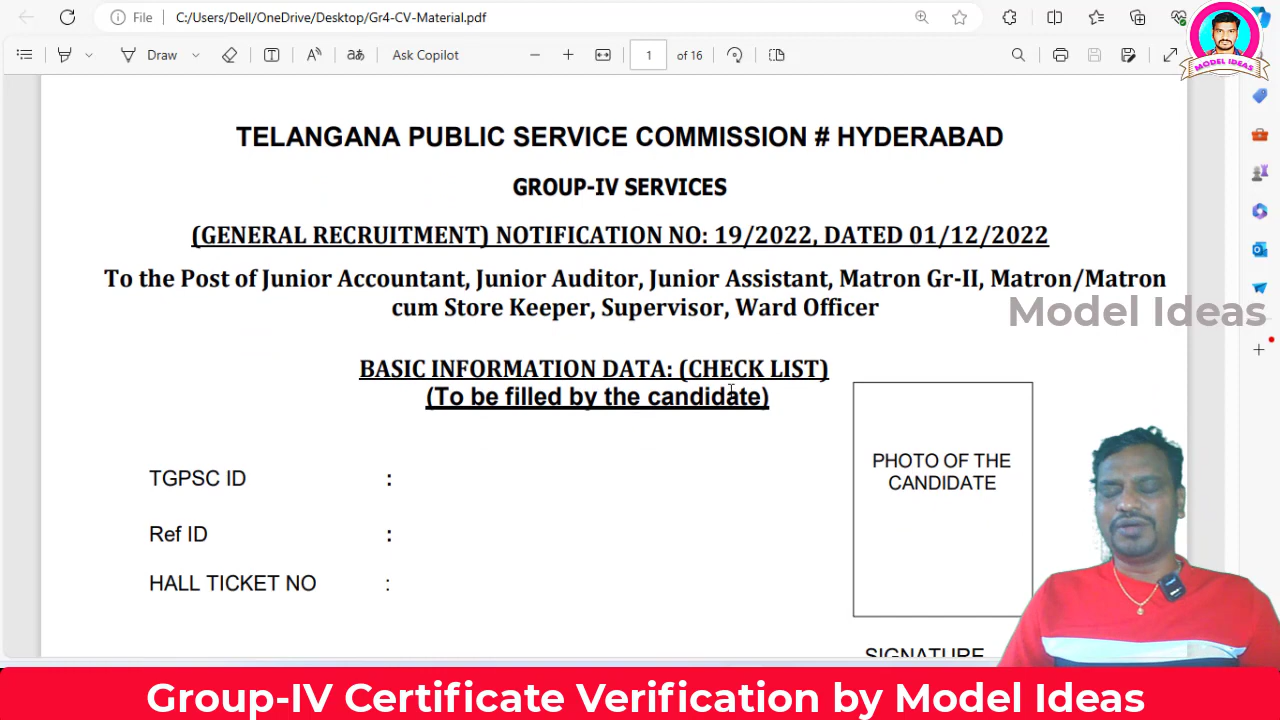 File
C:/Users/Dell/OneDrive/Desktop/Gr4-CV-Material.pdf
MODEL IDEAS
Draw
A))
aあ
Ask Copilot
1
of 16
TELANGANA PUBLIC SERVICE COMMISSION # HYDERABAD
GROUP-IV SERVICES
(GENERAL RECRUITMENT) NOTIFICATION NO: 19/2022, DATED 01/12/2022
To the Post of Junior Accountant, Junior Auditor, Junior Assistant, Matron Gr-II, Matron/Matron
cum Store Keeper, Supervisor, Ward Officer
Model Ideas
BASIC INFORMATION DATA: (CHECK LIST)
(To be filled by the candidate)
PHOTO OF THE
CANDIDATE
TGPSC ID :
Ref ID :
HALL TICKET NO :
SIGNATURE
Group-IV Certificate Verification by Model Ideas